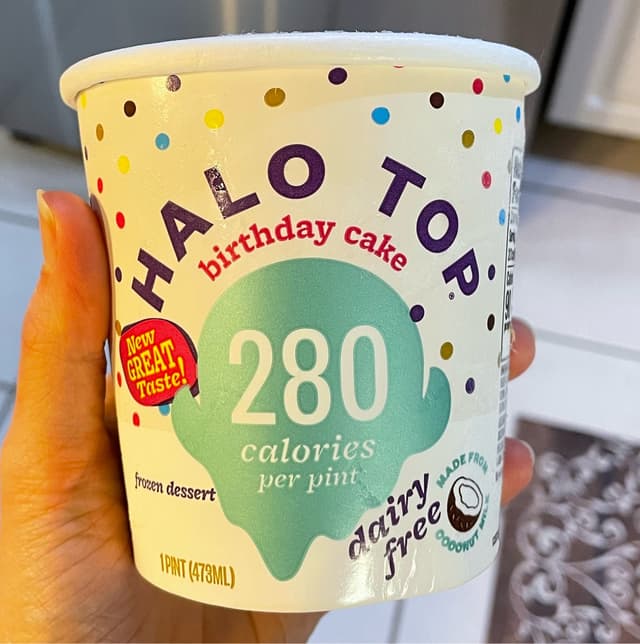 HALO TOP®
birthday cake
New
GREAT
Taste!
280
calories
per pint
frozen dessert
dairy
free
MADE FROM
COCONUT MILK
1 PINT (473ML)